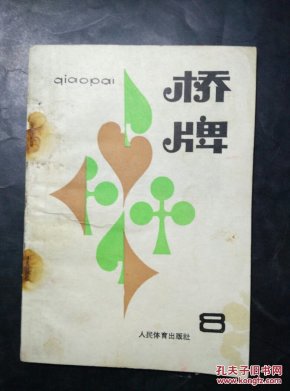 qiaopai
桥
牌
8
人民体育出版社
孔夫子旧书网